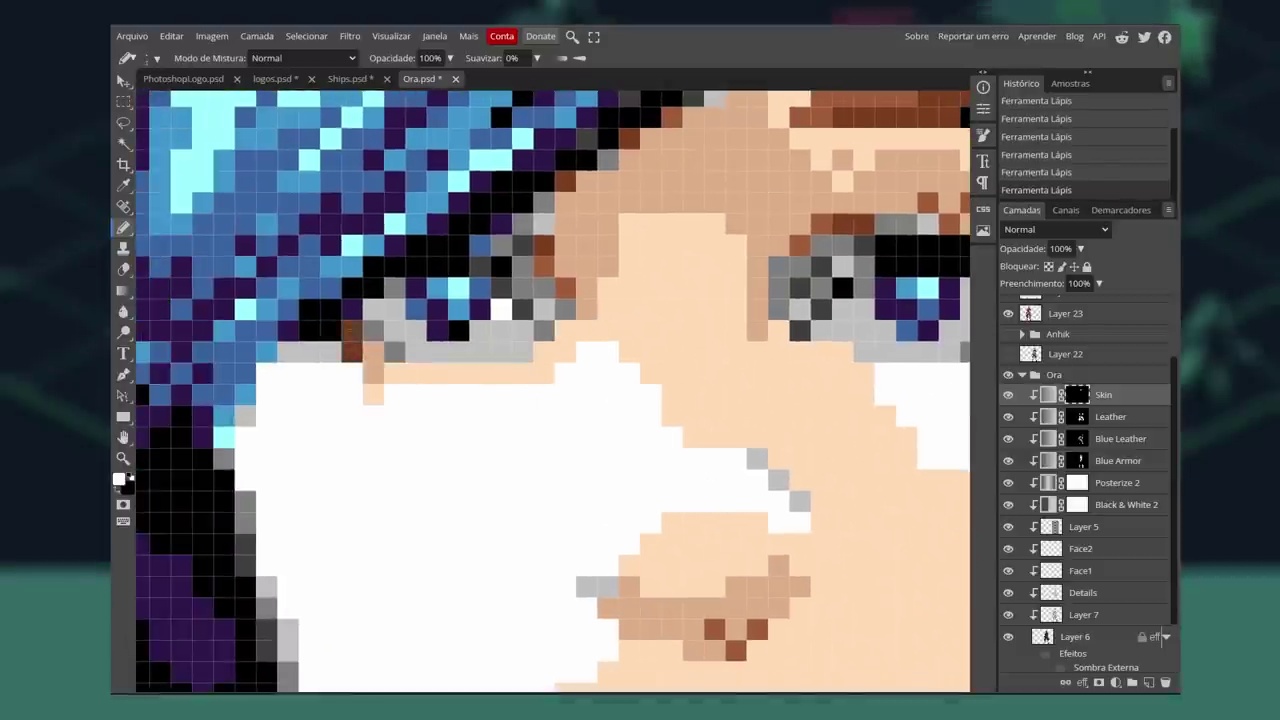 Arquivo Editar Imagem Camada Selecionar Filtro Visualizar Janela Mais Conta Donate Sobre Reportar um erro Aprender Blog API
Modo de Mistura: Normal Opacidade: 100% Suavizar: 0%
PhotoshopLogo.psd logos.psd * Ships.psd * Ora.psd *
Histórico Amostras
Ferramenta Lápis
Ferramenta Lápis
Ferramenta Lápis
Ferramenta Lápis
Ferramenta Lápis
Ferramenta Lápis
CSS
Camadas Canais Demarcadores
Normal
Opacidade: 100%
Bloquear:
Preenchimento: 100%
Layer 23
Anhik
Layer 22
Ora
Skin
Leather
Blue Leather
Blue Armor
Posterize 2
Black & White 2
Layer 5
Face2
Face1
Details
Layer 7
Layer 6 eff
Efeitos
Sombra Externa
eff